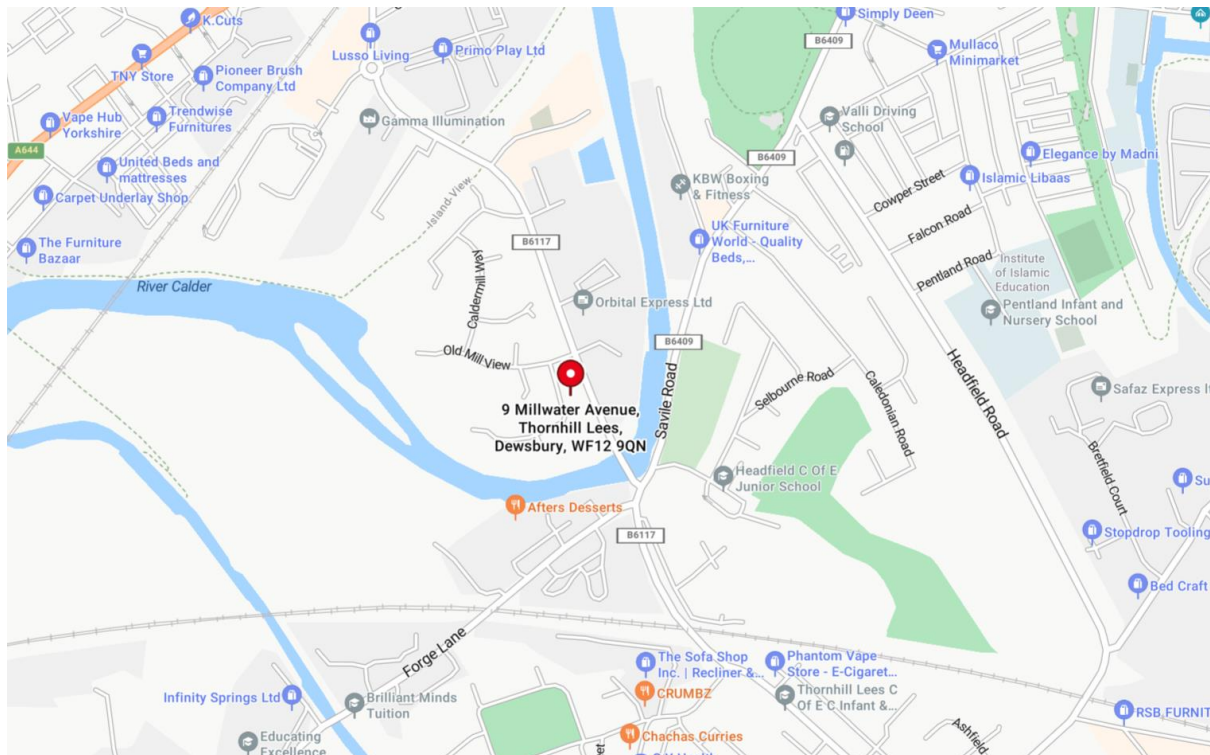 K.Cuts
Simply Deen
B6409
TNY Store
Lusso Living
Primo Play Ltd
Mullaco
Minimarket
Pioneer Brush
Company Ltd
Vape Hub
Yorkshire
Trendwise
Furnitures
Gamma Illumination
Valli Driving
School
A644
B6409
Elegance by Madni
United Beds and
mattresses
KBW Boxing
& Fitness
Islamic Libaas
Cowper Street
Carpet Underlay Shop
Island-View
Falcon Road
The Furniture
Bazaar
B6117
UK Furniture
World - Quality
Beds,...
Pentland Road
Institute
of Islamic
Education
River Calder
Caldermill Way
Orbital Express Ltd
Pentland Infant and
Nursery School
B6409
Old Mill View
Headfield Road
Selbourne Road
Caledonian Road
Savile Road
9 Millwater Avenue,
Thornhill Lees,
Dewsbury, WF12 9QN
Safaz Express l
Headfield C Of E
Junior School
Bretfield Court
Su
Afters Desserts
B6117
Stopdrop Tooling
Bed Craft
Forge Lane
The Sofa Shop
Inc. | Recliner &...
Phantom Vape
Store - E-Cigaret...
Infinity Springs Ltd
Brilliant Minds
Tuition
CRUMBZ
Thornhill Lees C
Of E C Infant &...
RSB FURNIT
Ashfield
Educating
Excellence
Chachas Curries